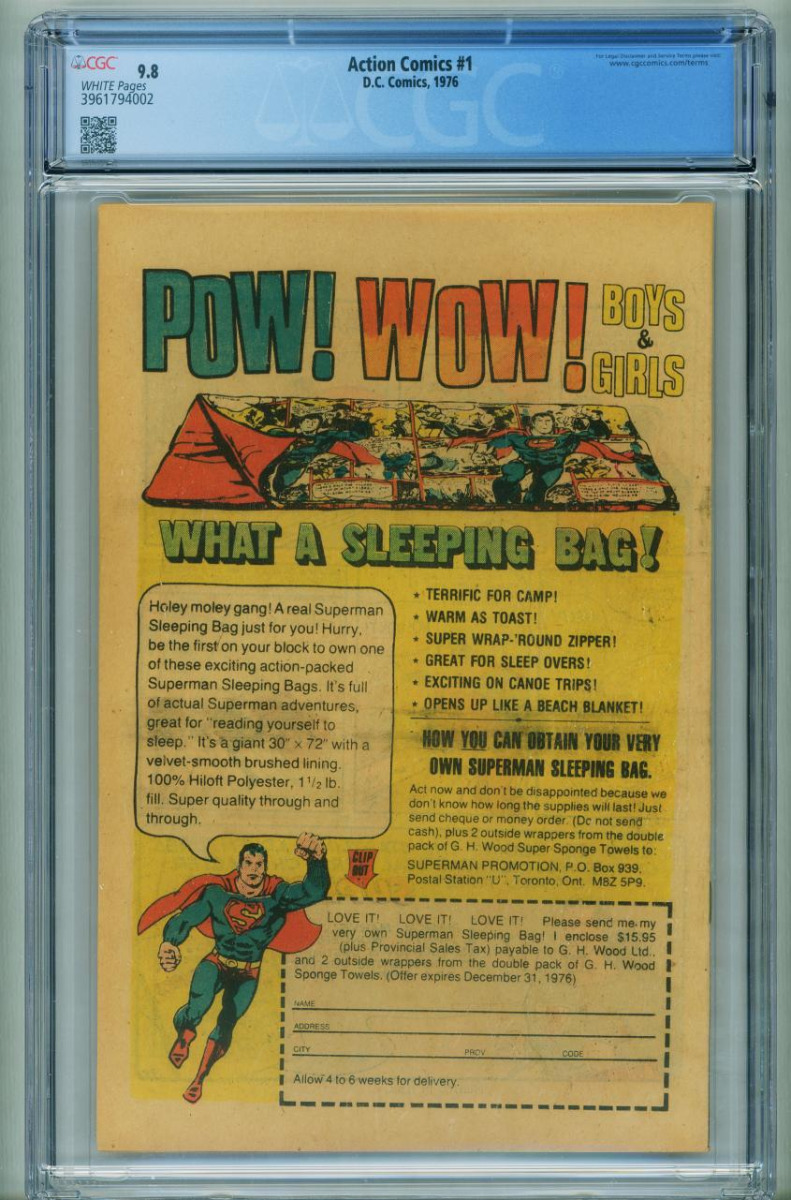 CGC 9.8
WHITE Pages
3961794002
Action Comics #1
D.C. Comics, 1976
For Legal Disclaimer and Service Terms please visit:
www.cgccomics.com/terms
CGC
POW! WOW! BOYS
&
GIRLS
WHAT A SLEEPING BAG!
Holey moley gang! A real Superman
Sleeping Bag just for you! Hurry,
be the first on your block to own one
of these exciting action-packed
Superman Sleeping Bags. It's full
of actual Superman adventures,
great for "reading yourself to
sleep." It's a giant 30" × 72" with a
velvet-smooth brushed lining.
100% Hiloft Polyester, 1 1/2 lb.
fill. Super quality through and
through.
★ TERRIFIC FOR CAMP!
★ WARM AS TOAST!
★ SUPER WRAP-'ROUND ZIPPER!
★ GREAT FOR SLEEP OVERS!
★ EXCITING ON CANOE TRIPS!
★ OPENS UP LIKE A BEACH BLANKET!
HOW YOU CAN OBTAIN YOUR VERY
OWN SUPERMAN SLEEPING BAG.
Act now and don't be disappointed because we
don't know how long the supplies will last! Just
send cheque or money order. (Do not send
cash), plus 2 outside wrappers from the double
pack of G. H. Wood Super Sponge Towels to:
SUPERMAN PROMOTION, P.O. Box 939,
Postal Station "U", Toronto, Ont. M8Z 5P9.
CLIP
OUT
S
LOVE IT! LOVE IT! LOVE IT! Please send me my
very own Superman Sleeping Bag! I enclose $15.95
(plus Provincial Sales Tax) payable to G. H. Wood Ltd.,
and 2 outside wrappers from the double pack of G. H. Wood
Sponge Towels. (Offer expires December 31, 1976)
NAME
ADDRESS
CITY PROV CODE
Allow 4 to 6 weeks for delivery.